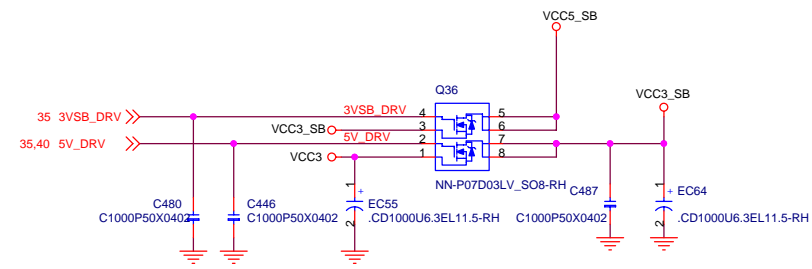 VCC5_SB
Q36
VCC3_SB
35 3VSB_DRV
3VSB_DRV
4
5
VCC3_SB
3
6
35,40 5V_DRV
5V_DRV
2
7
VCC3
1
8
NN-P07D03LV_SO8-RH
C480
C1000P50X0402
C446
C1000P50X0402
1
+
EC55
.CD1000U6.3EL11.5-RH
2
C487
C1000P50X0402
1
+
EC64
.CD1000U6.3EL11.5-RH
2